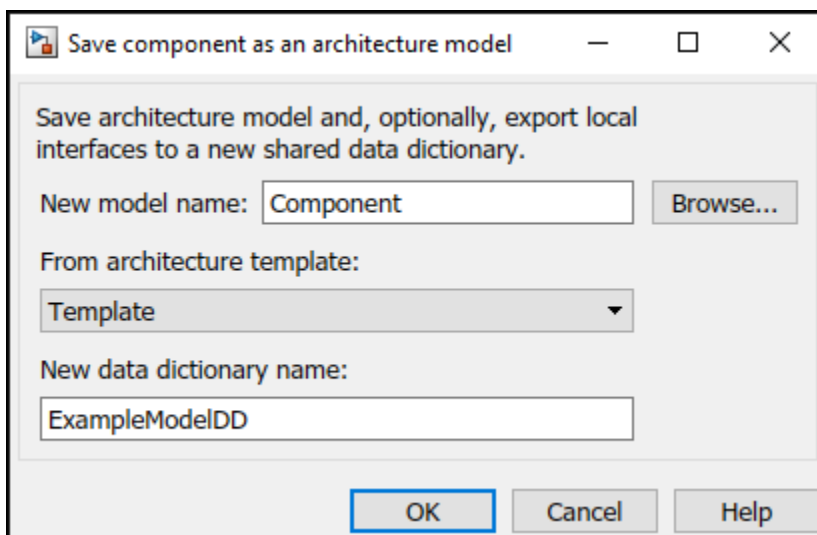 Save component as an architecture model
Save architecture model and, optionally, export local
interfaces to a new shared data dictionary.
New model name: Component Browse...
From architecture template:
Template
New data dictionary name:
ExampleModelDD
OK Cancel Help